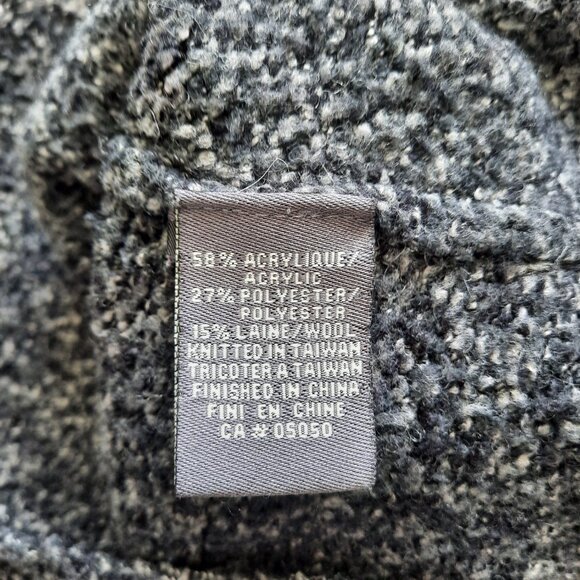 58% ACRYLIQUE/
ACRYLIC
27% POLYESTER/
POLYESTER
15% LAINE/WOOL
KNITTED IN TAIWAN
TRICOTER A TAIWAN
FINISHED IN CHINA
FINI EN CHINE
CA # 05050